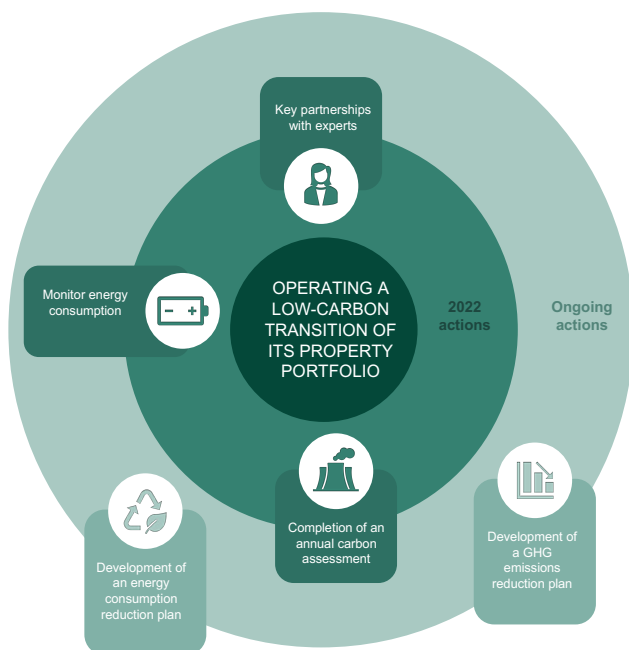 Key partnerships
with experts
Monitor energy
consumption
OPERATING A
LOW-CARBON
TRANSITION OF
ITS PROPERTY
PORTFOLIO
2022
actions
Ongoing
actions
Completion of an
annual carbon
assessment
Development of
an energy
consumption
reduction plan
Development of
a GHG
emissions
reduction plan